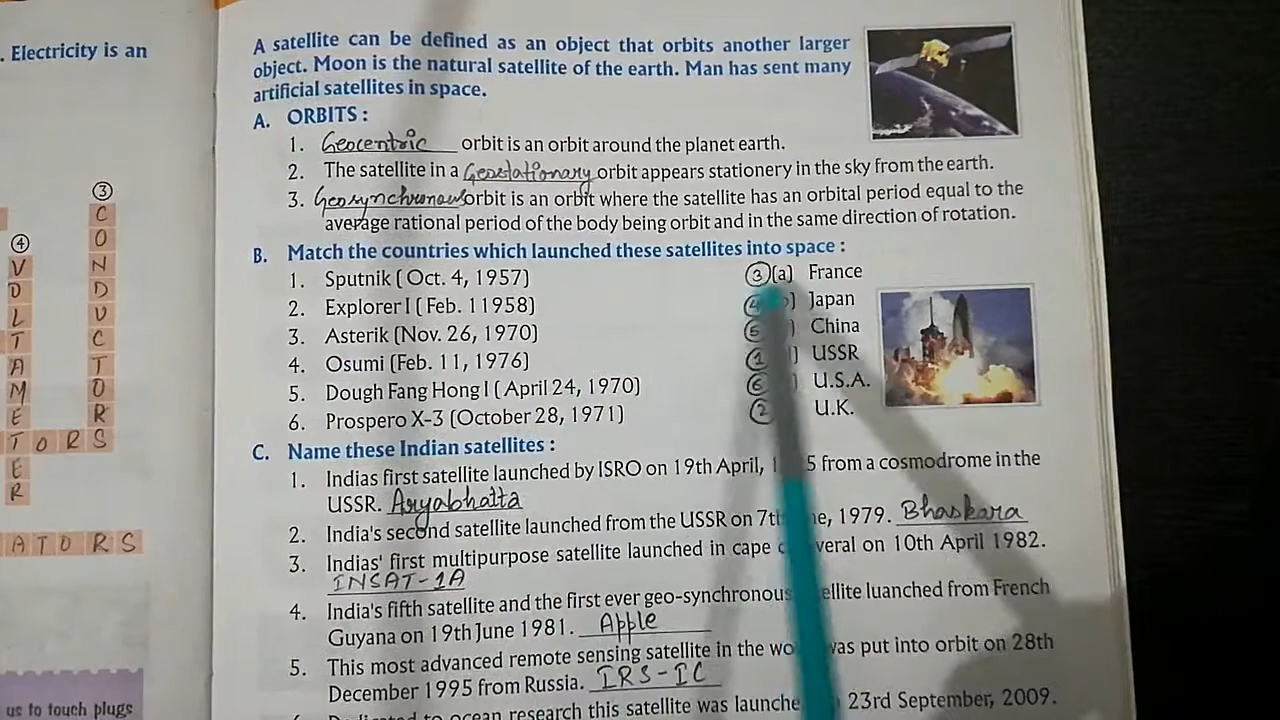 . Electricity is an
③
C
O
N
D
U
C
T
O
R
S
④
V
O
L
T
A
M
E
T O R S
E
R
A T O R S
us to touch plugs
A satellite can be defined as an object that orbits another larger
object. Moon is the natural satellite of the earth. Man has sent many
artificial satellites in space.
A. ORBITS :
1. Geocentric orbit is an orbit around the planet earth.
2. The satellite in a Geostationary orbit appears stationery in the sky from the earth.
3. Geosynchronous orbit is an orbit where the satellite has an orbital period equal to the
average rational period of the body being orbit and in the same direction of rotation.
B. Match the countries which launched these satellites into space :
1. Sputnik ( Oct. 4, 1957) ③ (a) France
2. Explorer I ( Feb. 11958) ④ ) Japan
3. Asterik (Nov. 26, 1970) ⑤ ) China
4. Osumi (Feb. 11, 1976) ① ) USSR
5. Dough Fang Hong I ( April 24, 1970) ⑥ ) U.S.A.
6. Prospero X-3 (October 28, 1971) ② U.K.
C. Name these Indian satellites :
1. Indias first satellite launched by ISRO on 19th April, 1 5 from a cosmodrome in the
USSR. Aryabhatta
2. India's second satellite launched from the USSR on 7t ne, 1979. Bhaskara
3. Indias' first multipurpose satellite launched in cape c veral on 10th April 1982.
INSAT-1A
4. India's fifth satellite and the first ever geo-synchronous ellite luanched from French
Guyana on 19th June 1981. Apple
5. This most advanced remote sensing satellite in the wo was put into orbit on 28th
December 1995 from Russia. IRS-IC
to ocean research this satellite was launche 23rd September, 2009.